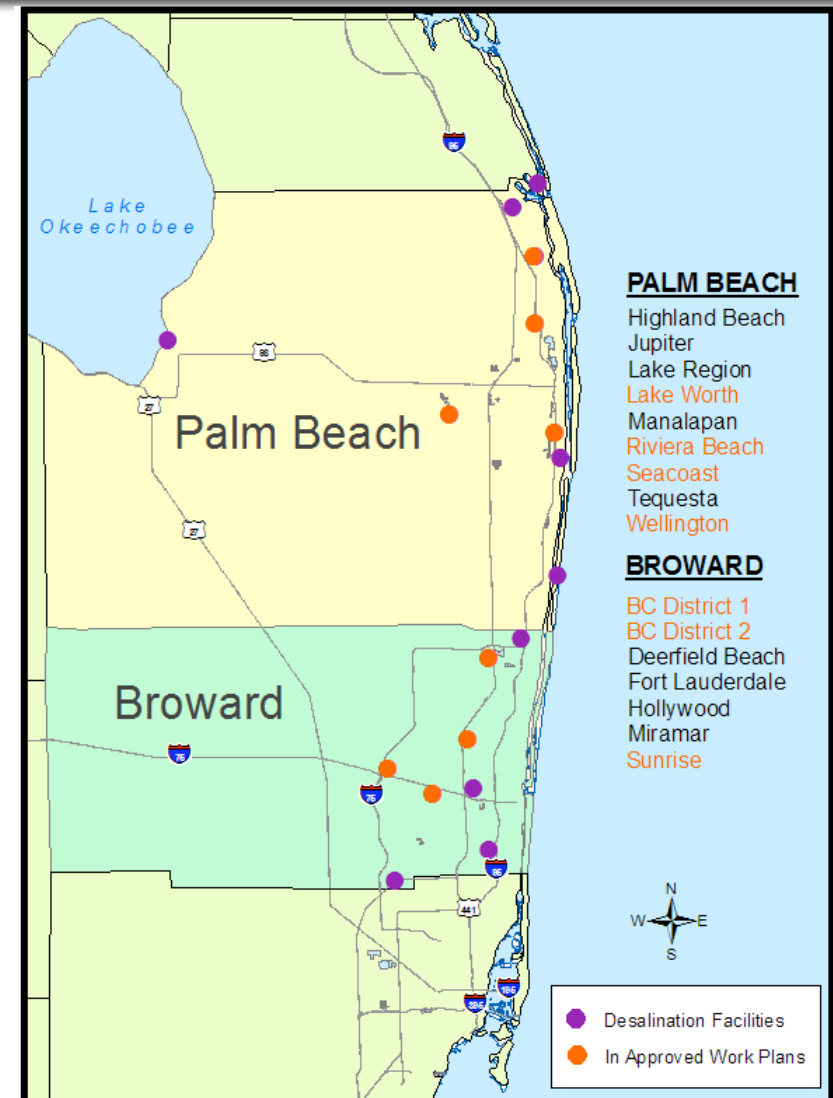 95
Lake
Okeechobee
PALM BEACH
Highland Beach
Jupiter
Lake Region
Lake Worth
Manalapan
Riviera Beach
Seacoast
Tequesta
Wellington
98
27
Palm Beach
27
BROWARD
BC District 1
BC District 2
Deerfield Beach
Fort Lauderdale
Hollywood
Miramar
Sunrise
Broward
75
75
95
441
N
W E
S
195
395
Desalination Facilities
In Approved Work Plans